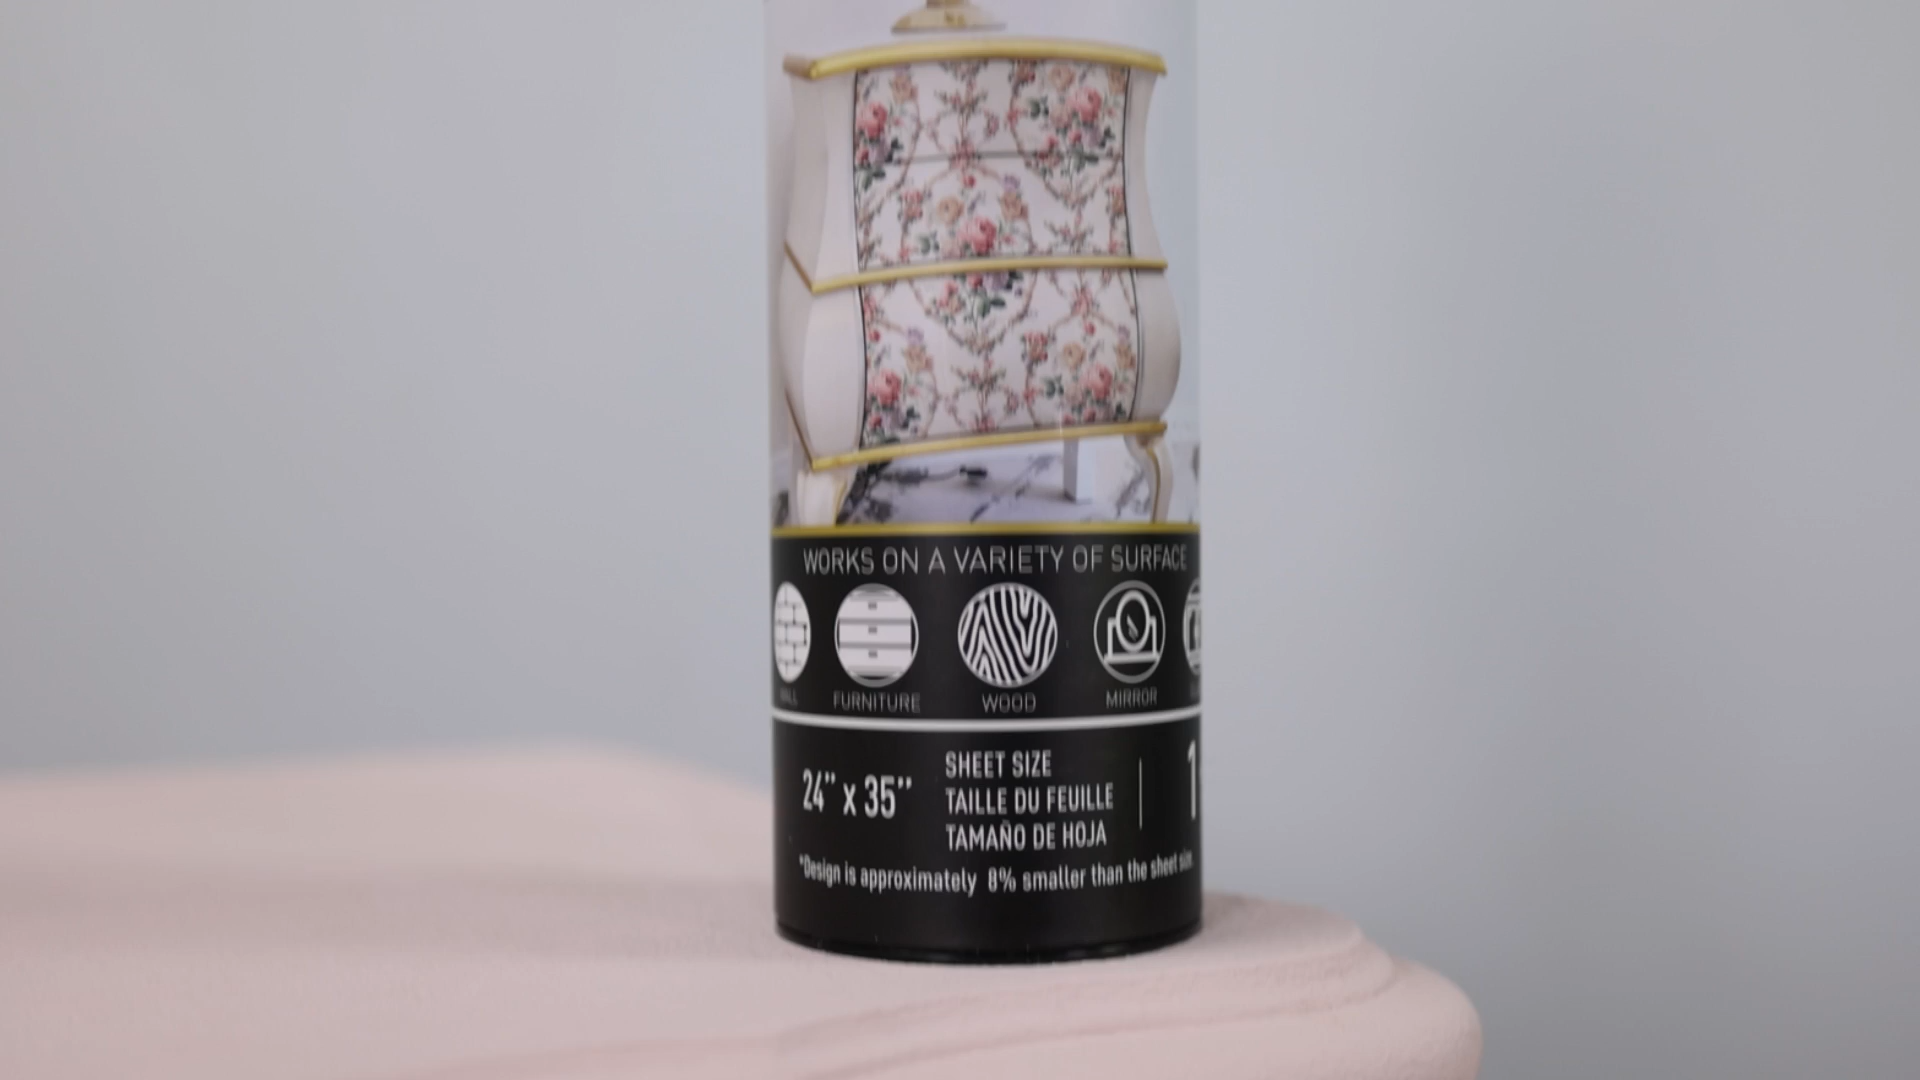 WORKS ON A VARIETY OF SURFACE
FURNITURE
WOOD
MIRROR
24” x 35”
SHEET SIZE
TAILLE DU FEUILLE
TAMAÑO DE HOJA
1
*Design is approximately 8% smaller than the sheet size